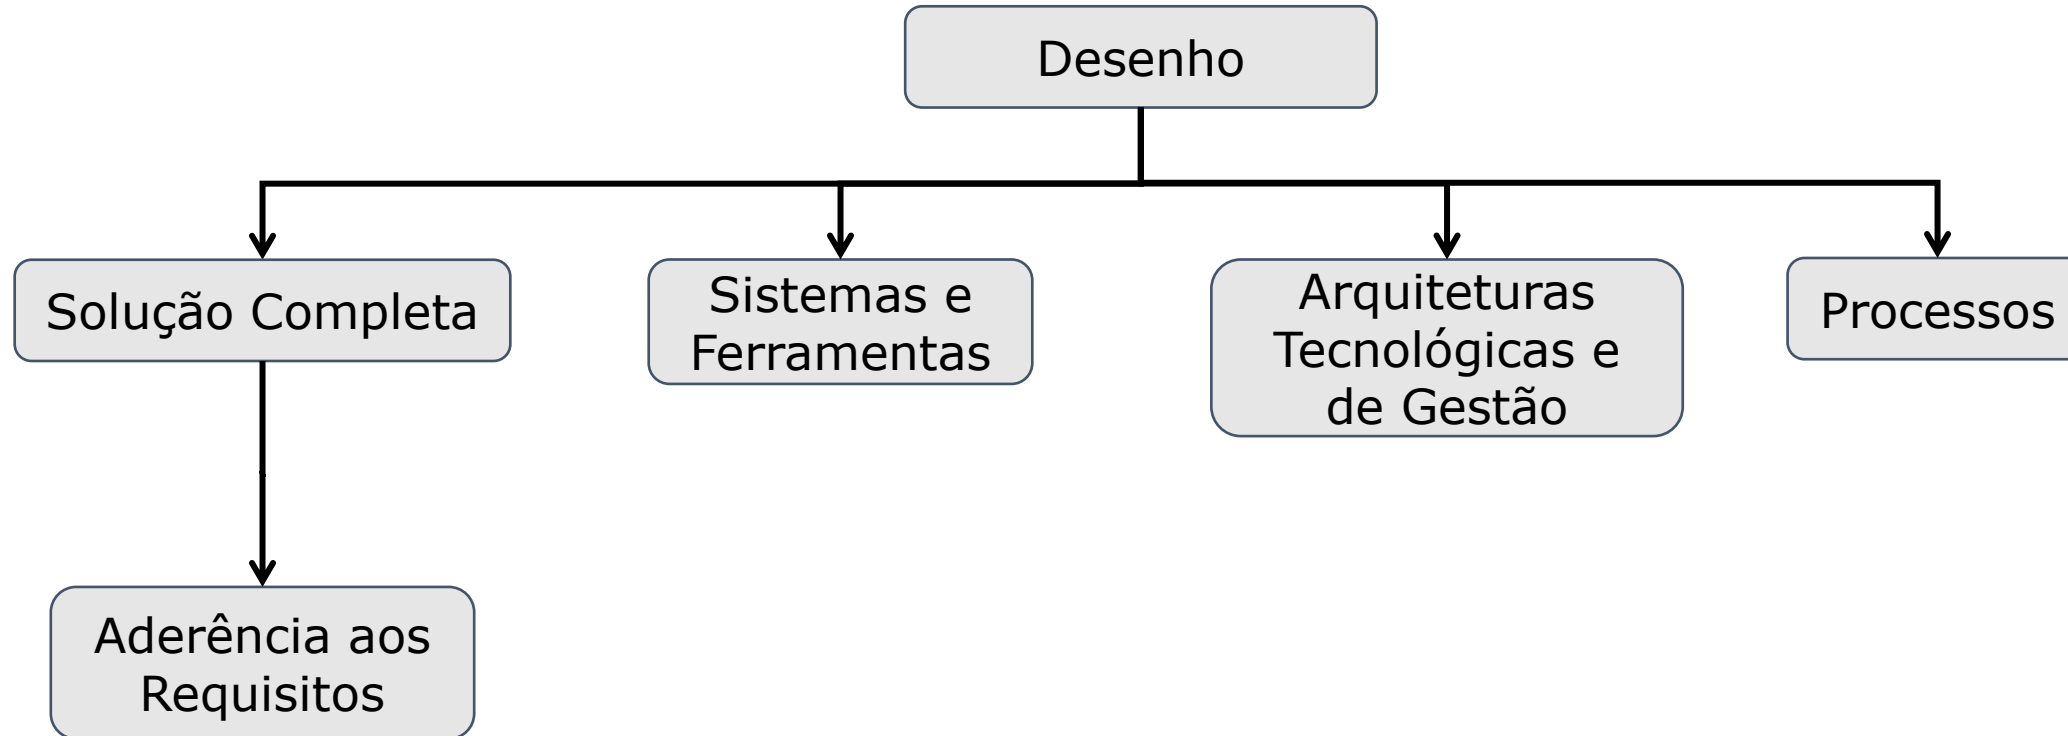 Desenho
Solução Completa
Sistemas e
Ferramentas
Arquiteturas
Tecnológicas e
de Gestão
Processos
Aderência aos
Requisitos